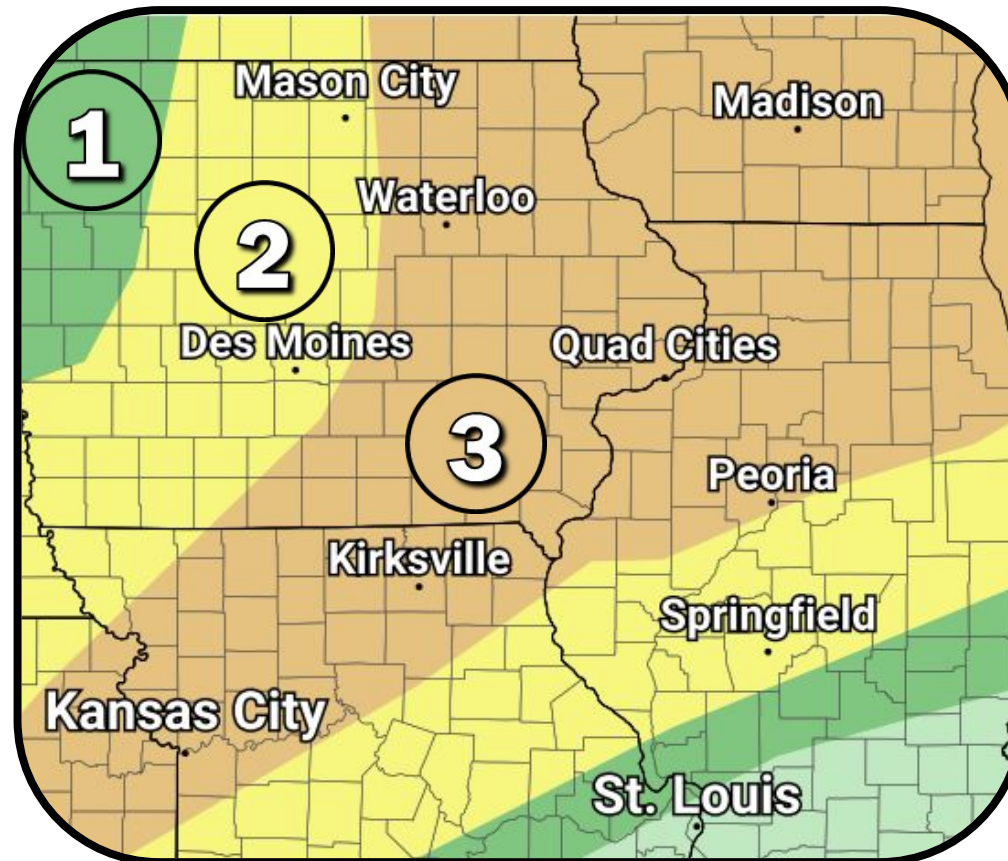 Mason City
Madison
1
Waterloo
2
Des Moines
Quad Cities
3
Peoria
Kirksville
Springfield
Kansas City
St. Louis